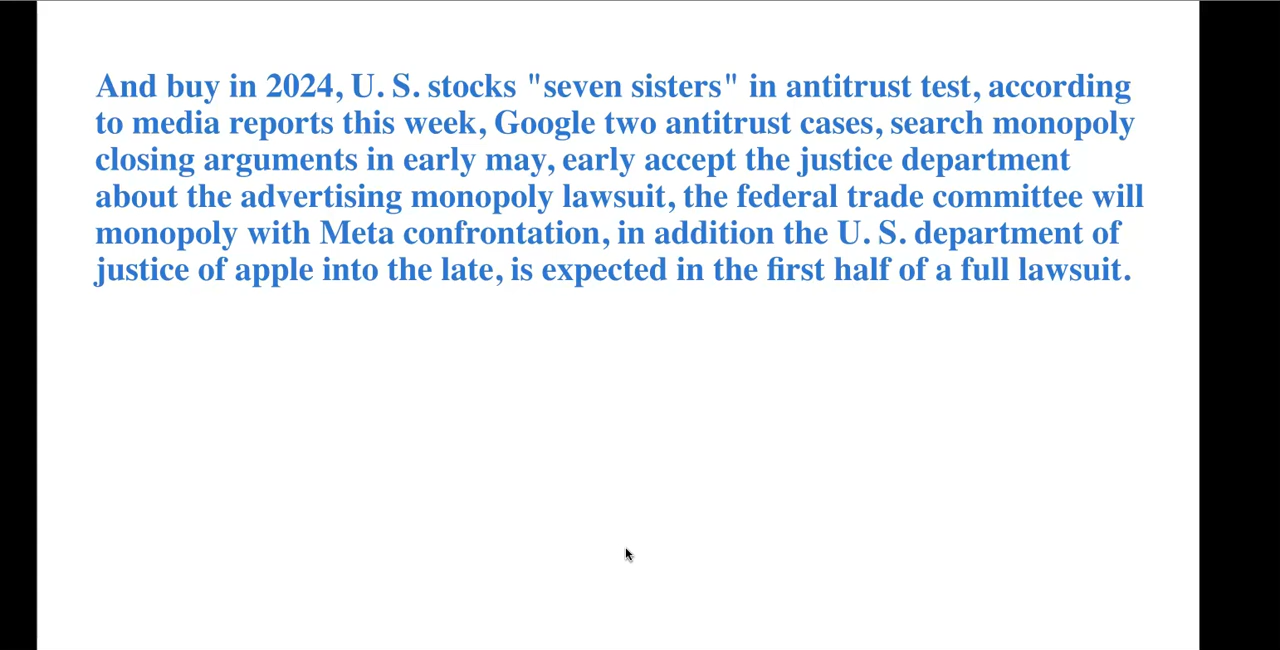 And buy in 2024, U. S. stocks "seven sisters" in antitrust test, according
to media reports this week, Google two antitrust cases, search monopoly
closing arguments in early may, early accept the justice department
about the advertising monopoly lawsuit, the federal trade committee will
monopoly with Meta confrontation, in addition the U. S. department of
justice of apple into the late, is expected in the first half of a full lawsuit.